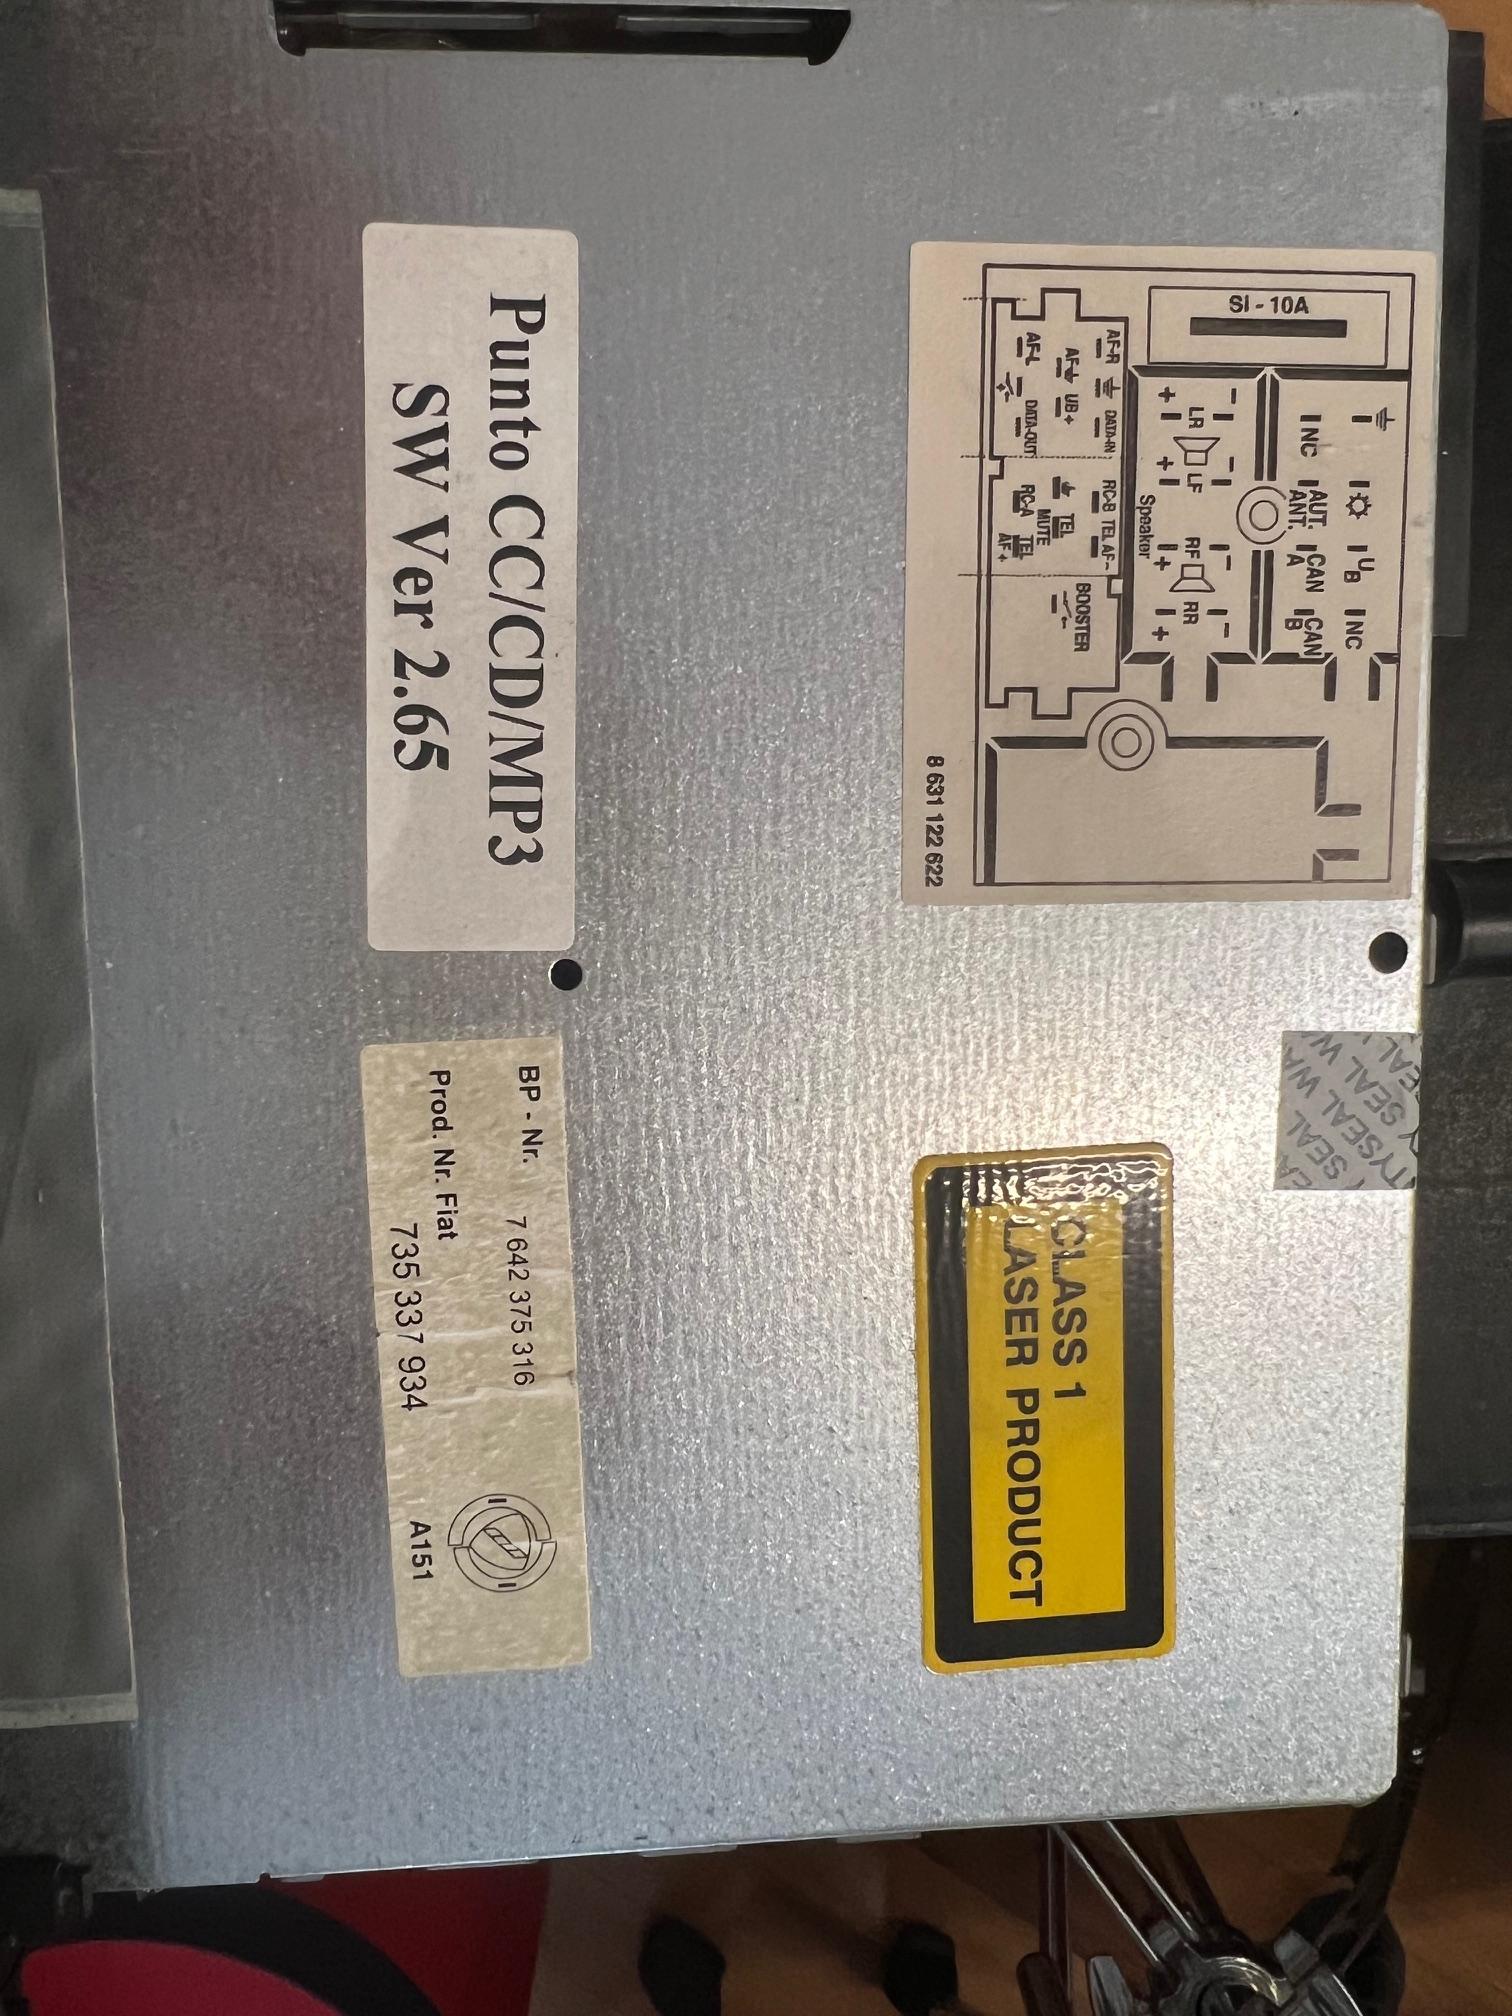 SI - 10A
UB NC
NC AUT. ANT. CAN A CAN B
- - - -
LR LF RF RR
+ + + +
Speaker
AF-R DATA-IN RC-B TEL AF-
AF UB+ TEL MUTE BOOSTER
AF-L DATA-OUT RC-A TEL AF+
8 631 122 622
SEAL
CLASS 1
LASER PRODUCT
Punto CC/CD/MP3
SW Ver 2.65
BP - Nr. 7 642 375 316
Prod. Nr. Fiat
735 337 934 A151